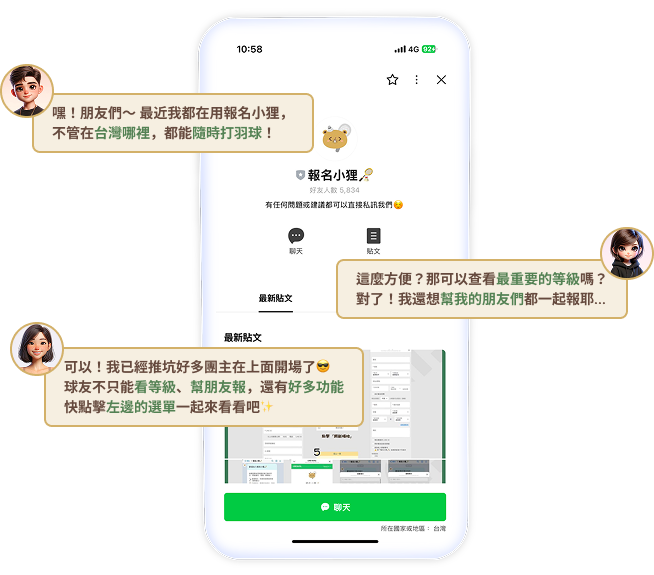 10:58
4G
92+
嘿！朋友們～ 最近我都在用報名小狸，
不管在台灣哪裡，都能隨時打羽球！
報名小狸🏸
好友人數 5,834
有任何問題或建議都可以直接私訊我們☺️
聊天
貼文
這麼方便？那可以查看最重要的等級嗎？
對了！我還想幫我的朋友們都一起報耶...
最新貼文
最新貼文
可以！我已經推坑好多團主在上面開場了😎
球友不只能看等級、幫朋友報，還有好多功能
快點擊左邊的選單一起來看看吧✨
5
聊天
所在國家或地區： 台灣